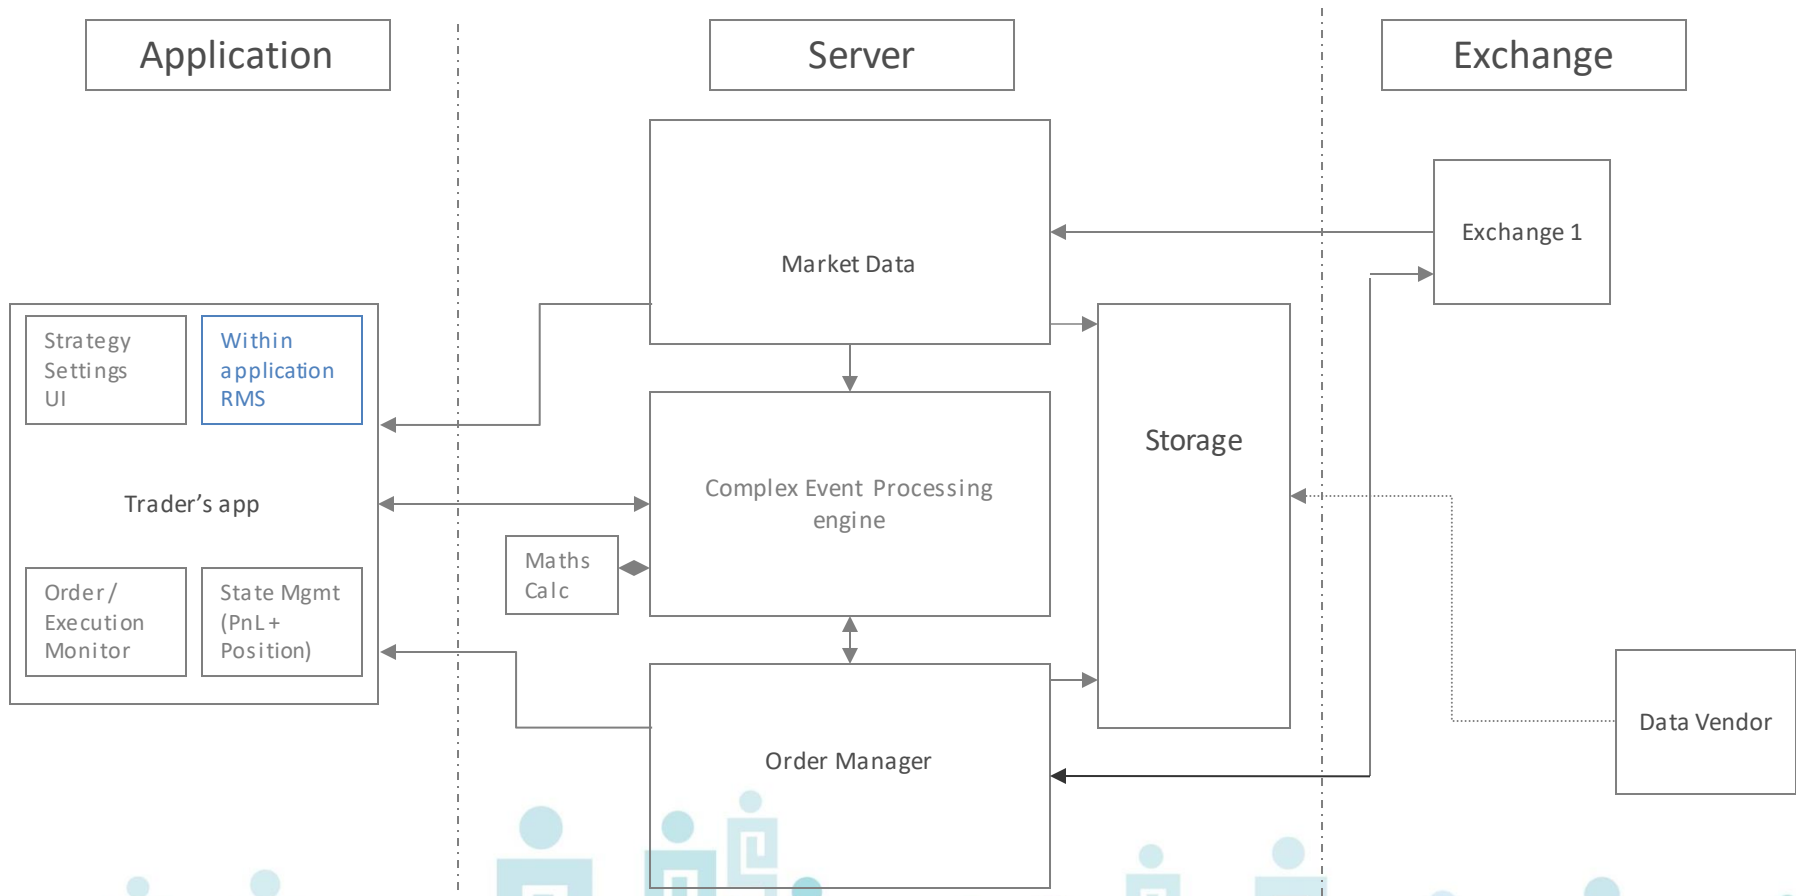 Application
Server
Exchange
Market Data
Exchange 1
Strategy
Settings
UI
Within
application
RMS
Storage
Trader’s app
Complex Event Processing
engine
Maths
Calc
Order /
Execution
Monitor
State Mgmt
(PnL +
Position)
Order Manager
Data Vendor